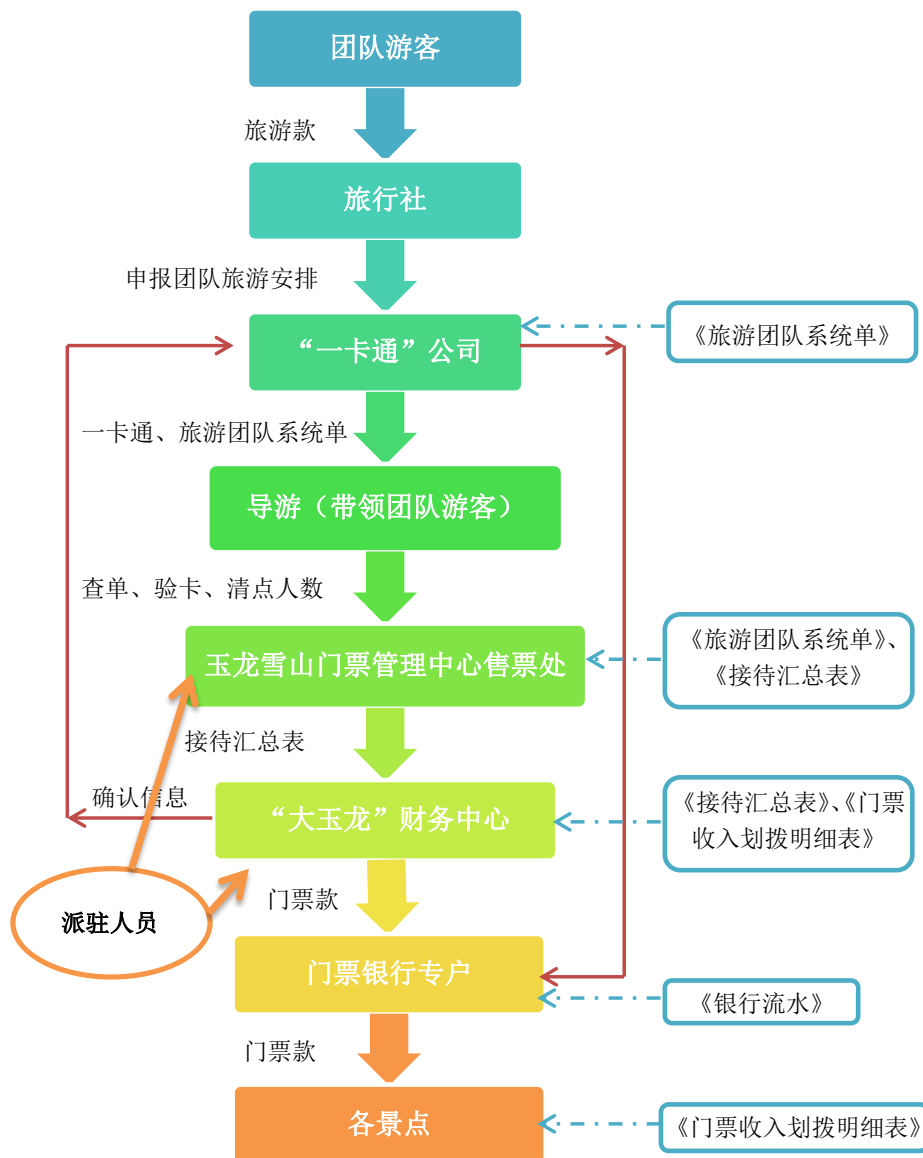 团队游客
旅游款
旅行社
申报团队旅游安排
“一卡通”公司
《旅游团队系统单》
一卡通、旅游团队系统单
导游（带领团队游客）
查单、验卡、清点人数
玉龙雪山门票管理中心售票处
《旅游团队系统单》、
《接待汇总表》
接待汇总表
确认信息
“大玉龙”财务中心
《接待汇总表》、《门票
收入划拨明细表》
门票款
派驻人员
门票银行专户
《银行流水》
门票款
各景点
《门票收入划拨明细表》